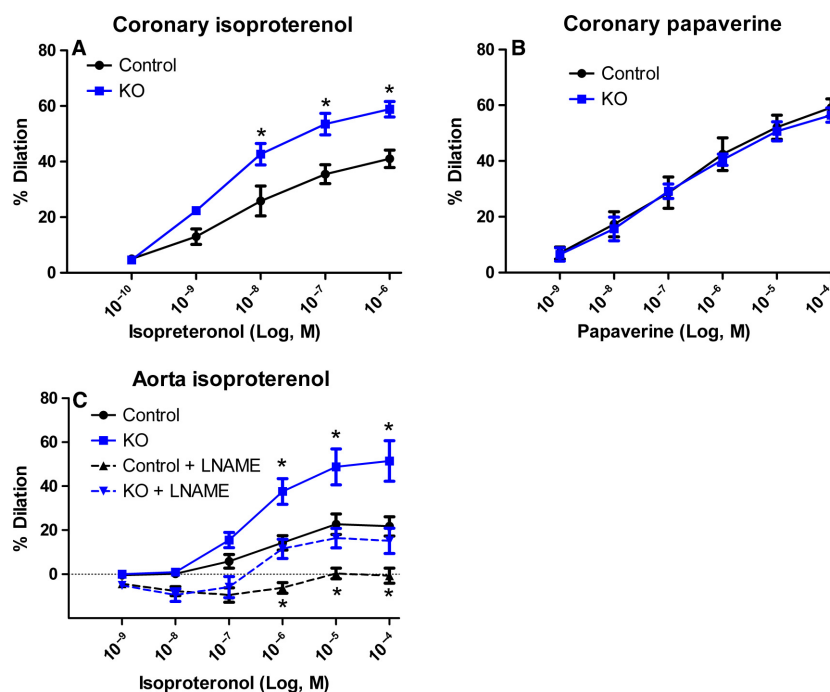 Coronary isoproterenol
A
80
60
40
20
0
% Dilation
Control
KO
*
*
*
10⁻¹⁰
10⁻⁹
10⁻⁸
10⁻⁷
10⁻⁶
Isopreteronol (Log, M)
Coronary papaverine
B
80
60
40
20
0
% Dilation
Control
KO
10⁻⁹
10⁻⁸
10⁻⁷
10⁻⁶
10⁻⁵
10⁻⁴
Papaverine (Log, M)
Aorta isoproterenol
C
80
60
40
20
0
% Dilation
Control
KO
Control + LNAME
KO + LNAME
*
*
*
*
*
*
10⁻⁹
10⁻⁸
10⁻⁷
10⁻⁶
10⁻⁵
10⁻⁴
Isoproteronol (Log, M)